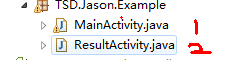 TSD.Jason.Example
MainActivity.java 1
ResultActivity.java 2